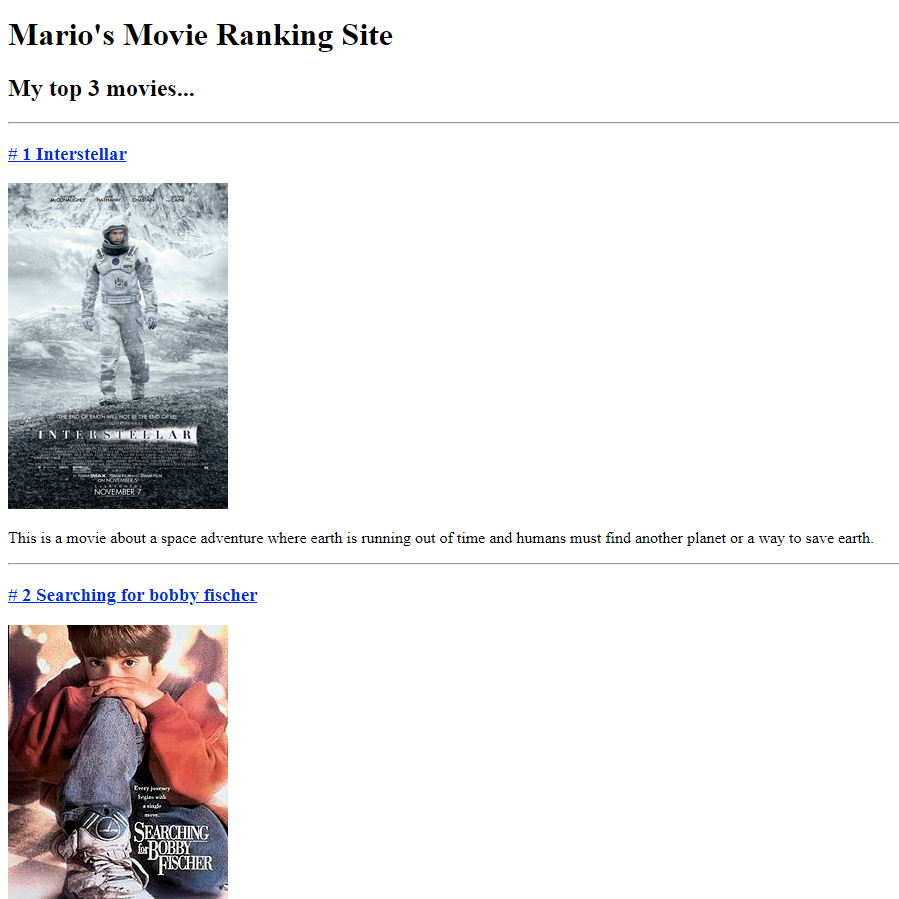 Mario's Movie Ranking Site
My top 3 movies...
# 1 Interstellar
McCONAUGHEY HATHAWAY CHASTAIN CAINE
THE END OF EARTH WILL NOT BE THE END OF US
INTERSTELLAR
ON NOVEMBER 5
NOVEMBER 7
This is a movie about a space adventure where earth is running out of time and humans must find another planet or a way to save earth.
# 2 Searching for bobby fischer
Every journey
begins with
a single
move.
SEARCHING
for BOBBY
FISCHER